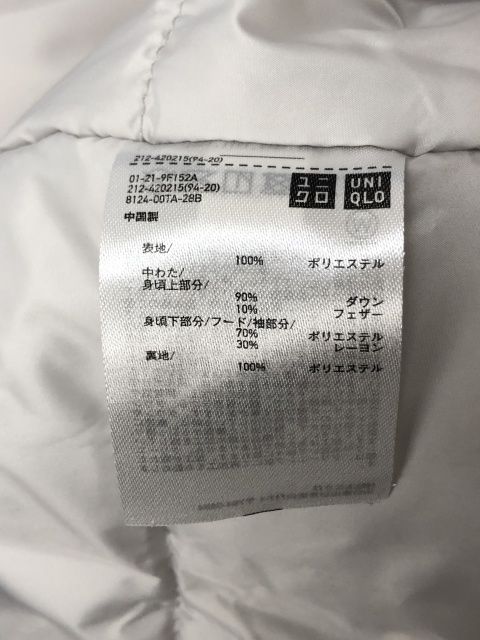 212-420215(94-20)
01-21-9F152A
212-420215(94-20)
8124-00TA-28B
ユニクロ
UNIQLO
中国製
表地/
100% ポリエステル
中わた/
身頃上部分/
90% ダウン
10% フェザー
身頃下部分/フード/袖部分/
70% ポリエステル
30% レーヨン
裏地/
100% ポリエステル